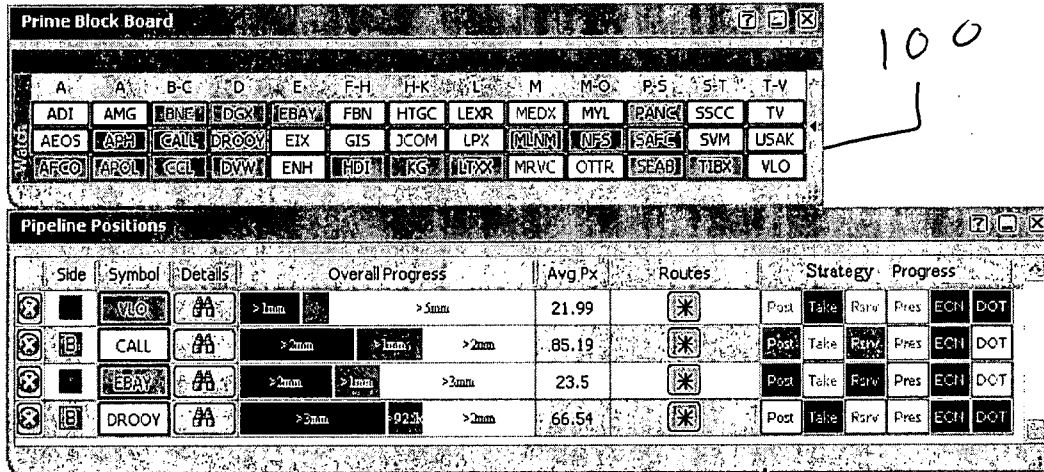 Prime Block Board
100
A A B-C D E F-H H-K L M M-O P-S S-T T-V
Watch
ADI AMG BNE DGX EBAY FBN HTGC LEXR MEDX MYL PANC SSCC TV
AEOS APH CALL DROOY EIX GIS JCOM LPX MLNM NFS SAFC SVM USAK
AFCO APOL CCL DVW ENH HDI KG LTXX MRVC OTTR SEAB TIBX VLO
Pipeline Positions
Side Symbol Details Overall Progress Avg Px Routes Strategy Progress
VLO >1mm >5mm 21.99 Post Take Rsrv Pres ECN DOT
B CALL >2mm >1mm >2mm 85.19 Post Take Rsrv Pres ECN DOT
EBAY >2mm >1mm >3mm 23.5 Post Take Rsrv Pres ECN DOT
B DROOY >3mm >925k >2mm 66.54 Post Take Rsrv Pres ECN DOT